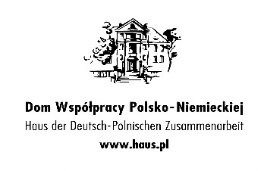 Dom Współpracy Polsko-Niemieckiej
Haus der Deutsch-Polnischen Zusammenarbeit
www.haus.pl